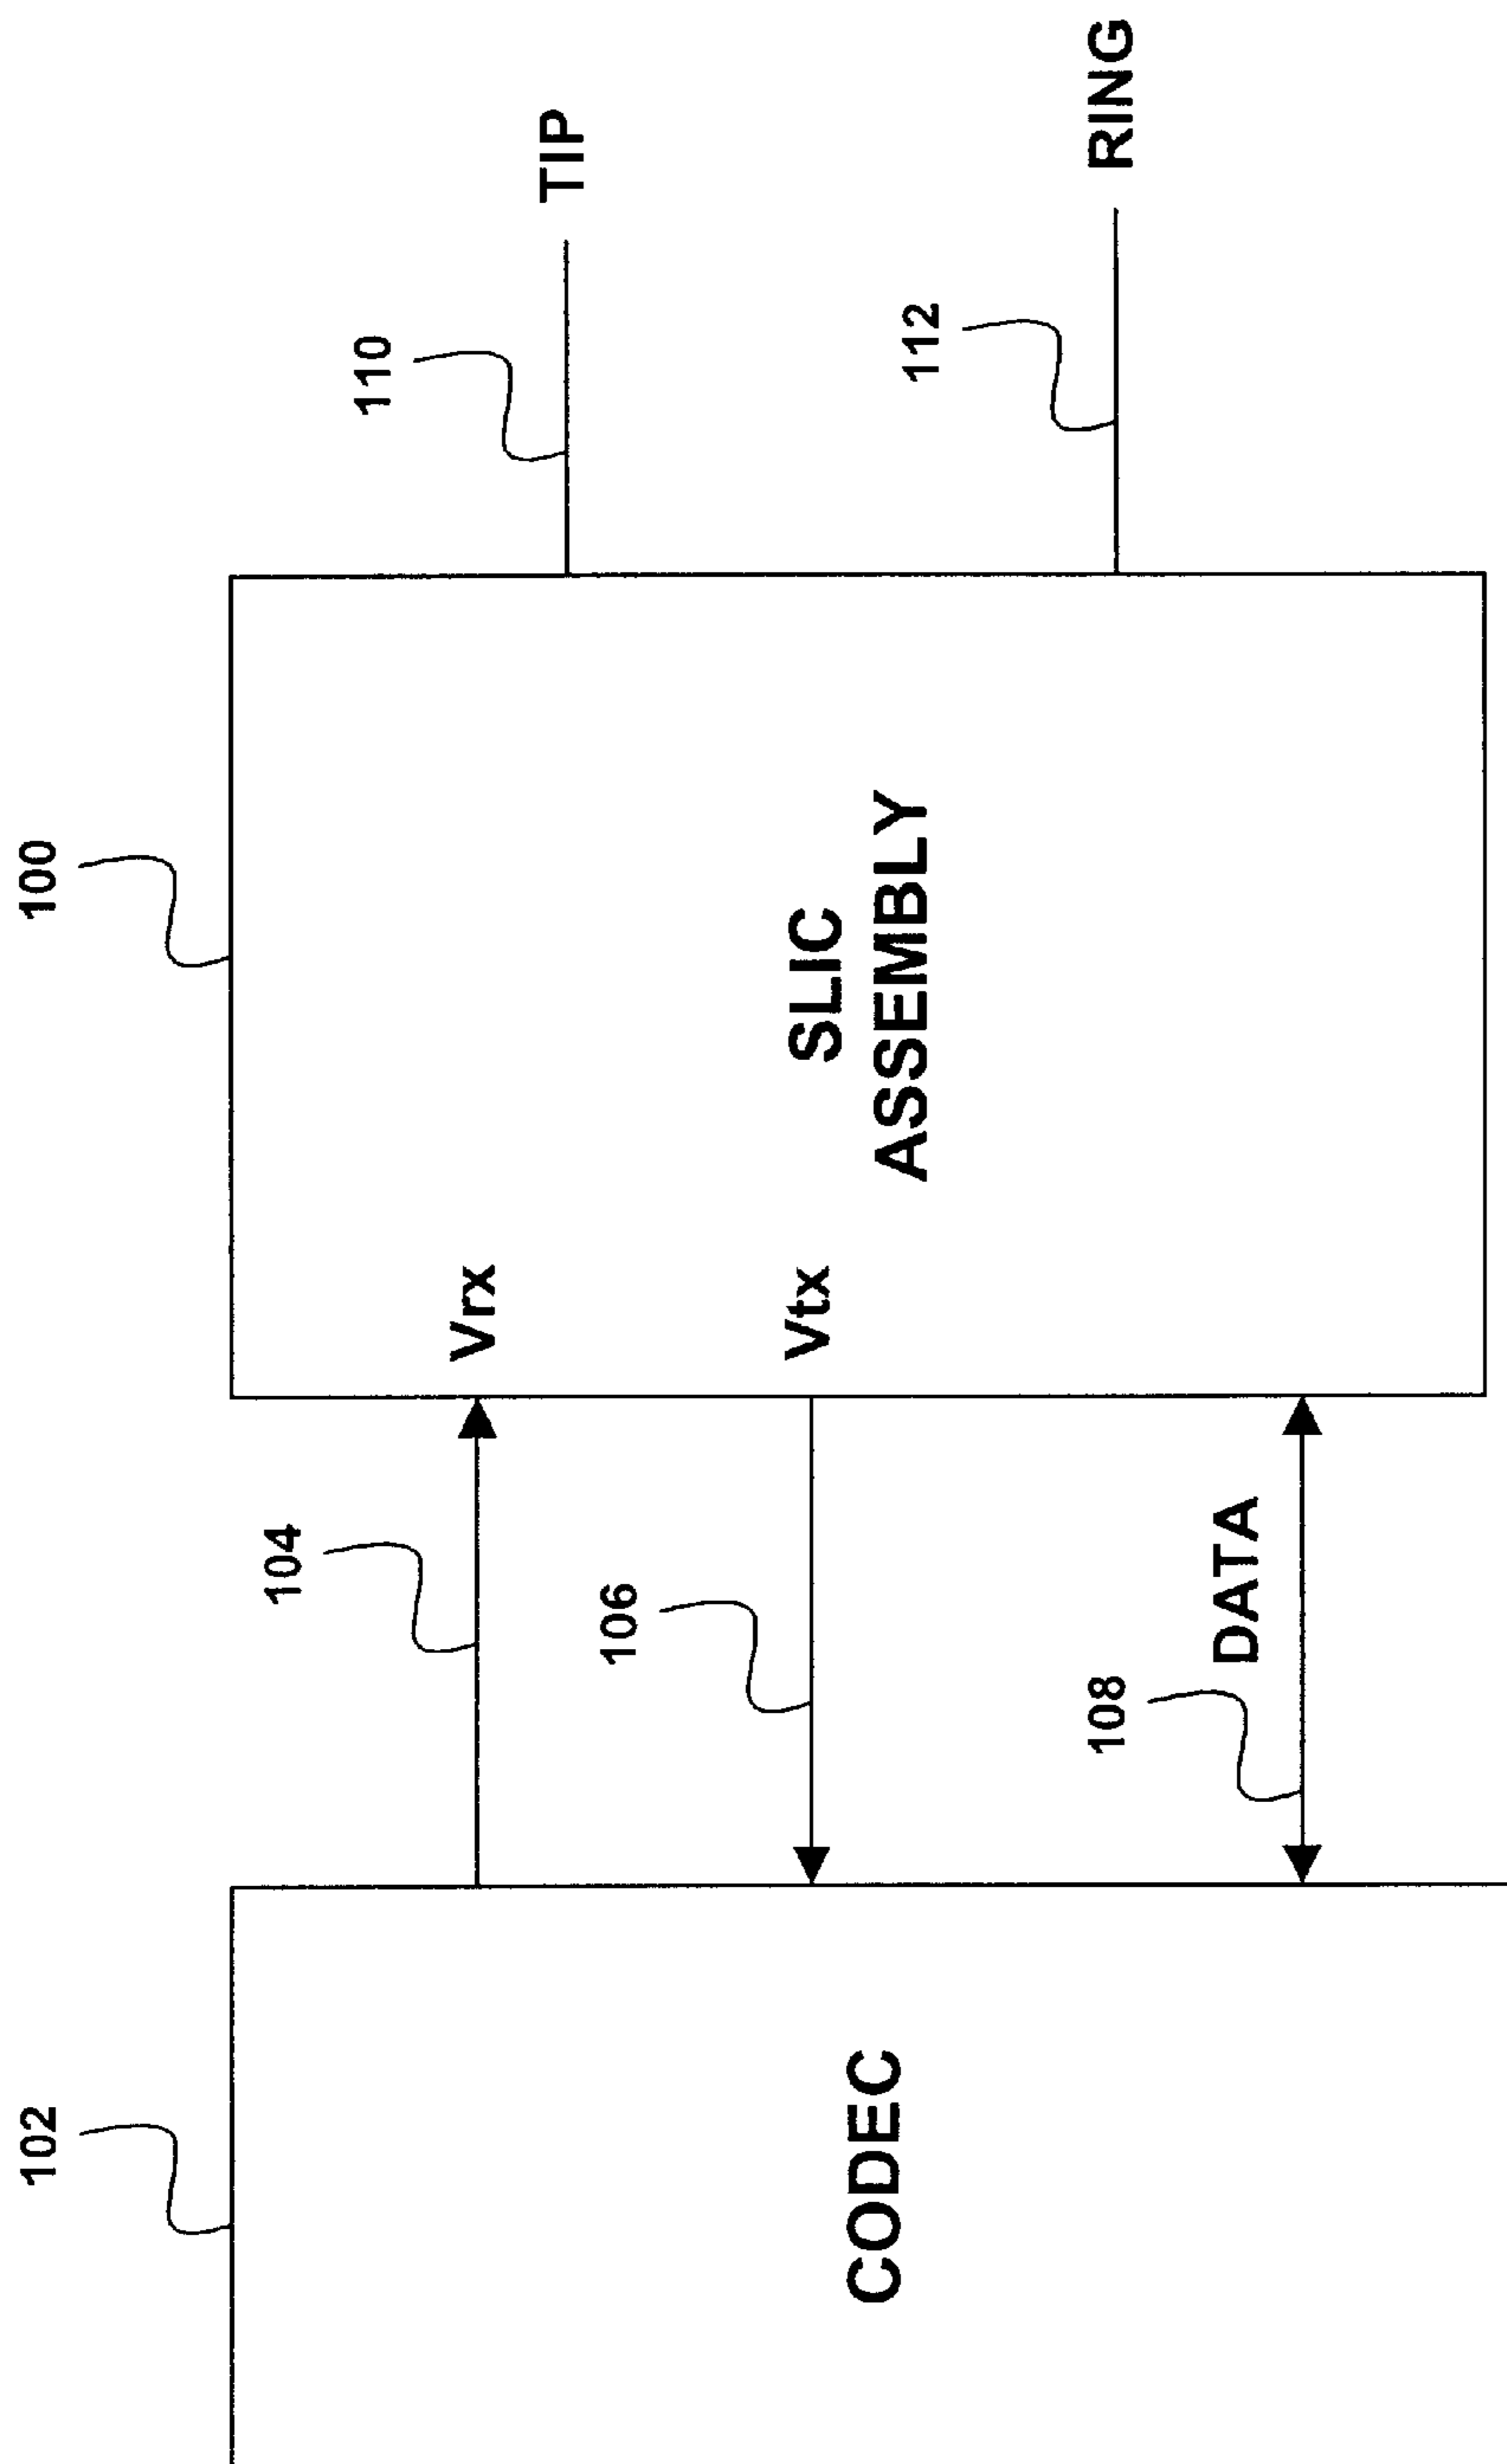 102
100
110
TIP
104
Vrx
106
Vtx
SLIC
ASSEMBLY
CODEC
112
RING
108
DATA